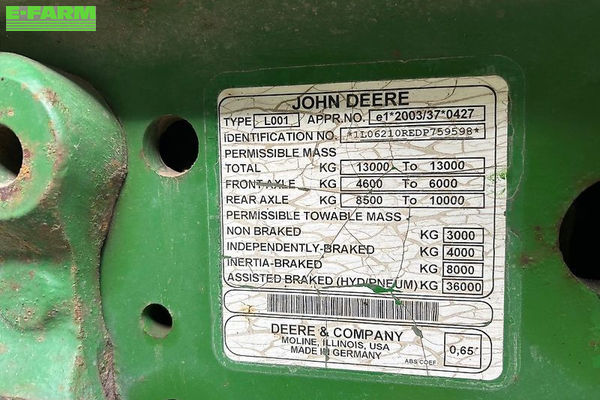 E-FARM
JOHN DEERE
TYPE L001 APPR.NO. e1*2003/37*0427
IDENTIFICATION NO. *1L06210REDP759598*
PERMISSIBLE MASS
TOTAL KG 13000 To 13000
FRONT AXLE KG 4600 To 6000
REAR AXLE KG 8500 To 10000
PERMISSIBLE TOWABLE MASS
NON BRAKED KG 3000
INDEPENDENTLY-BRAKED KG 4000
INERTIA-BRAKED KG 8000
ASSISTED BRAKED (HYD/PNEUM) KG 36000
DEERE & COMPANY
MOLINE, ILLINOIS, USA
MADE IN GERMANY
ABS.COEF. 0,65